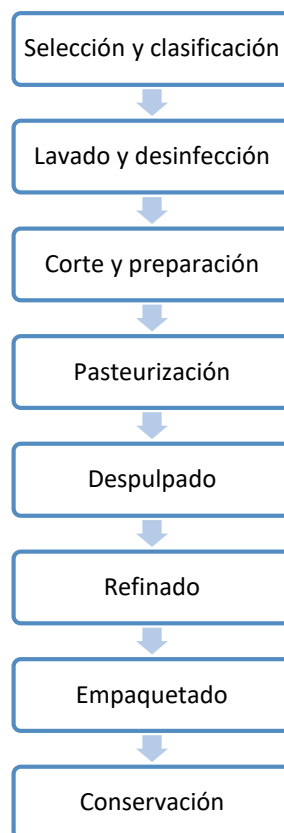 Selección y clasificación
Lavado y desinfección
Corte y preparación
Pasteurización
Despulpado
Refinado
Empaquetado
Conservación